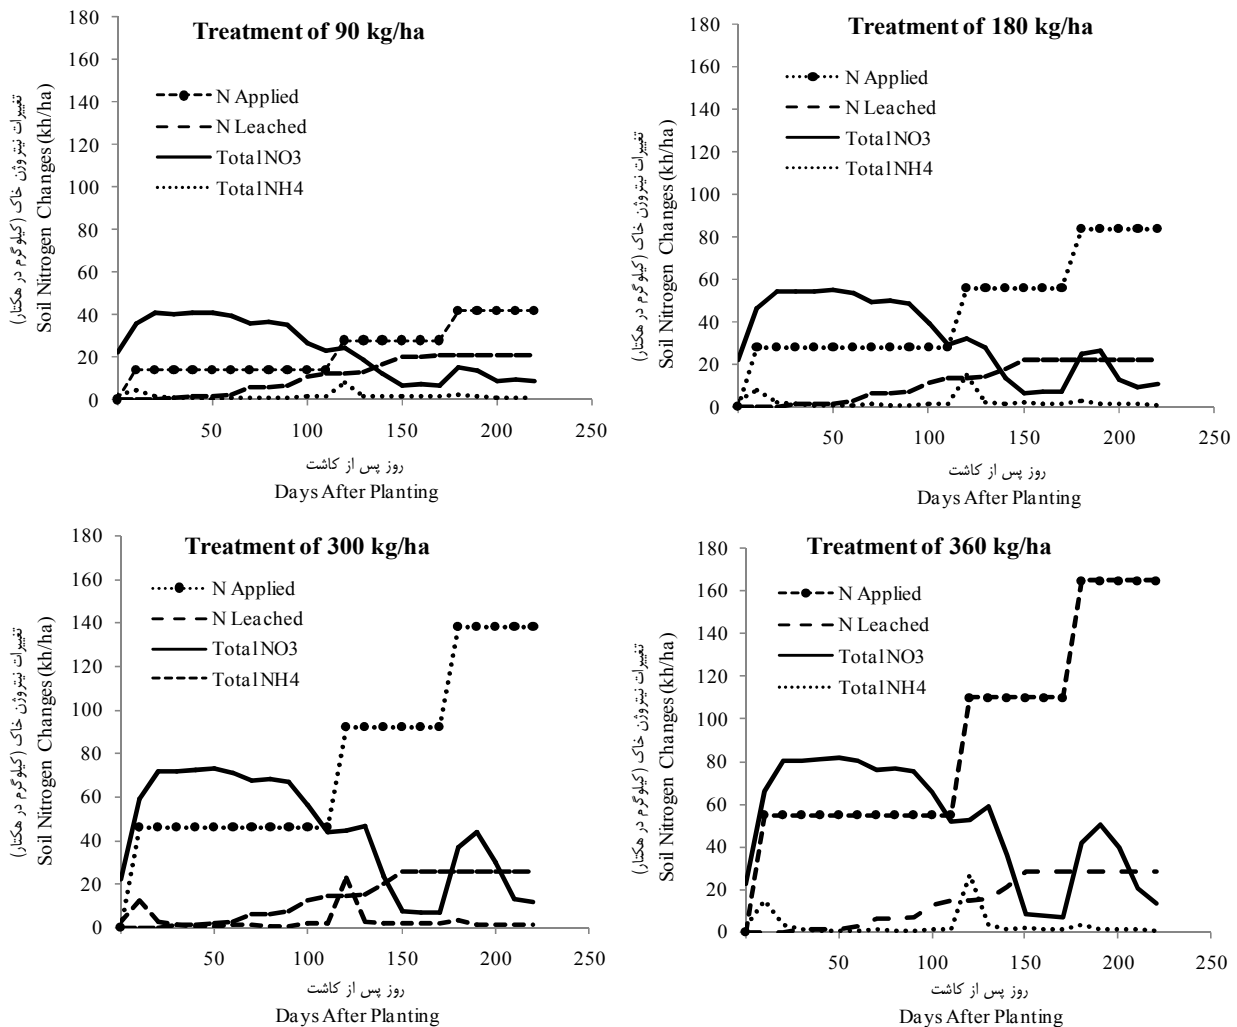 Treatment of 90 kg/ha
180
160
140
120
100
80
60
40
20
0
N Applied
N Leached
Total NO3
Total NH4
تغییرات نیتروژن خاک (کیلوگرم در هکتار)
Soil Nitrogen Changes (kh/ha)
50 100 150 200 250
روز پس از کاشت
Days After Planting
Treatment of 180 kg/ha
180
160
140
120
100
80
60
40
20
0
N Applied
N Leached
Total NO3
Total NH4
تغییرات نیتروژن خاک (کیلوگرم در هکتار)
Soil Nitrogen Changes (kh/ha)
50 100 150 200 250
روز پس از کاشت
Days After Planting
Treatment of 300 kg/ha
180
160
140
120
100
80
60
40
20
0
N Applied
N Leached
Total NO3
Total NH4
تغییرات نیتروژن خاک (کیلوگرم در هکتار)
Soil Nitrogen Changes (kh/ha)
50 100 150 200 250
روز پس از کاشت
Days After Planting
Treatment of 360 kg/ha
180
160
140
120
100
80
60
40
20
0
N Applied
N Leached
Total NO3
Total NH4
تغییرات نیتروژن خاک (کیلوگرم در هکتار)
Soil Nitrogen Changes (kh/ha)
50 100 150 200 250
روز پس از کاشت
Days After Planting